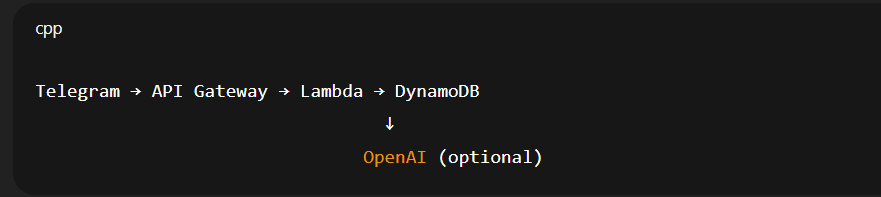 cpp
Telegram → API Gateway → Lambda → DynamoDB
↓
OpenAI (optional)